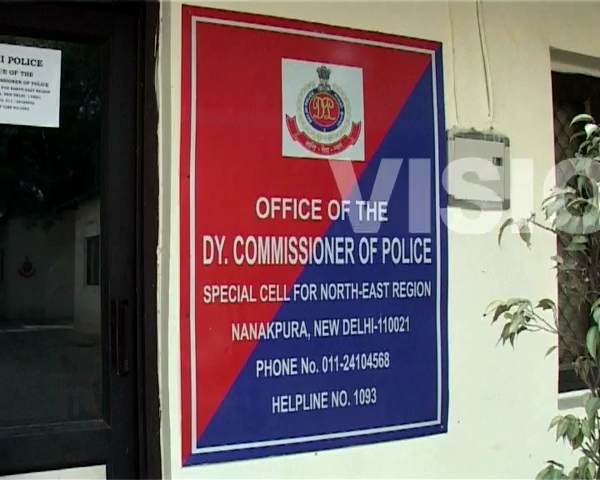 I POLICE
E OF THE
MMISSIONER OF POLICE
OFFICE OF THE
DY. COMMISSIONER OF POLICE
SPECIAL CELL FOR NORTH-EAST REGION
NANAKPURA, NEW DELHI-110021
PHONE No. 011-24104568
HELPLINE NO. 1093
VISIO